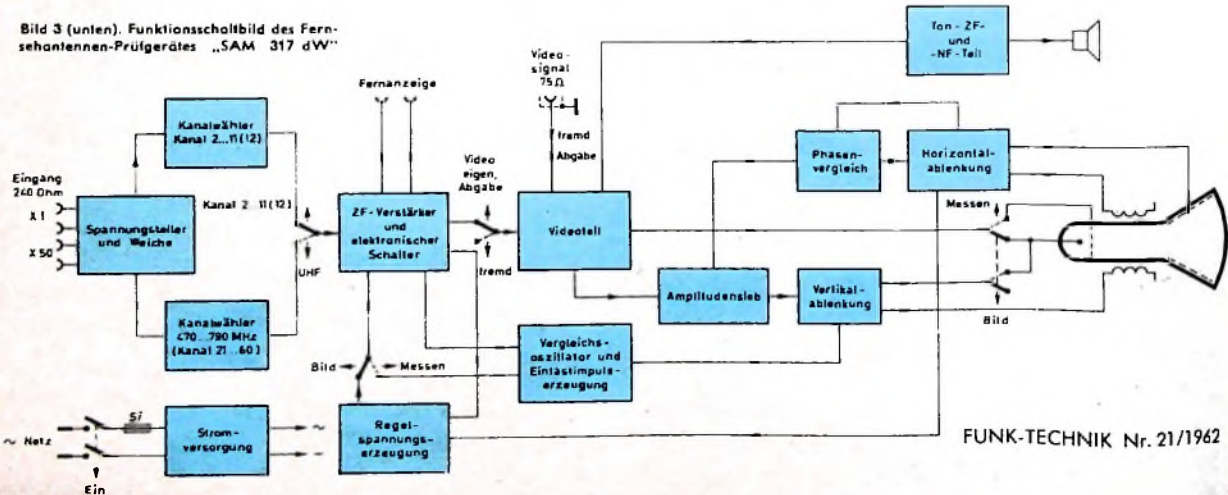 Bild 3 (unten). Funktionsschaltbild des Fern-
sehantennen-Prüfgerätes „SAM 317 dW"
Ton-ZF-
und
-NF-Teil
Video-
signal
75Ω
fremd
Abgabe
Fernanzeige
Kanalwähler
Kanal 2...11(12)
Phasen-
vergleich
Horizontal-
ablenkung
Eingang
240 Ohm
X 1
X 50
Spannungsteiler
und Weiche
Kanal 2...11(12)
UHF
ZF-Verstärker
und
elektronischer
Schalter
Video
eigen,
Abgabe
fremd
Videoteil
Messen
Kanalwähler
470...790 MHz
(Kanal 21...60)
Amplitudensieb
Vertikal-
ablenkung
Bild
Bild
Messen
Vergleichs-
oszillator und
Eintastimpuls-
erzeugung
~ Netz
Si
Strom-
versorgung
~
–
Regel-
spannungs-
erzeugung
Ein
FUNK-TECHNIK Nr. 21/1962